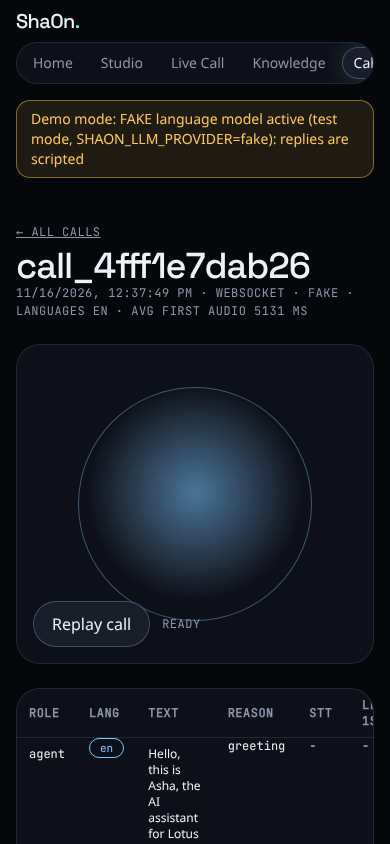 ShaOn.
Home Studio Live Call Knowledge
Demo mode: FAKE language model active (test
mode, SHAON_LLM_PROVIDER=fake): replies are
scripted
← ALL CALLS
call_4fff1e7dab26
11/16/2026, 12:37:49 PM · WEBSOCKET · FAKE ·
LANGUAGES EN · AVG FIRST AUDIO 5131 MS
Replay call READY
ROLE LANG TEXT REASON STT
agent en Hello, greeting - -
this is
Asha, the
AI
assistant
for Lotus